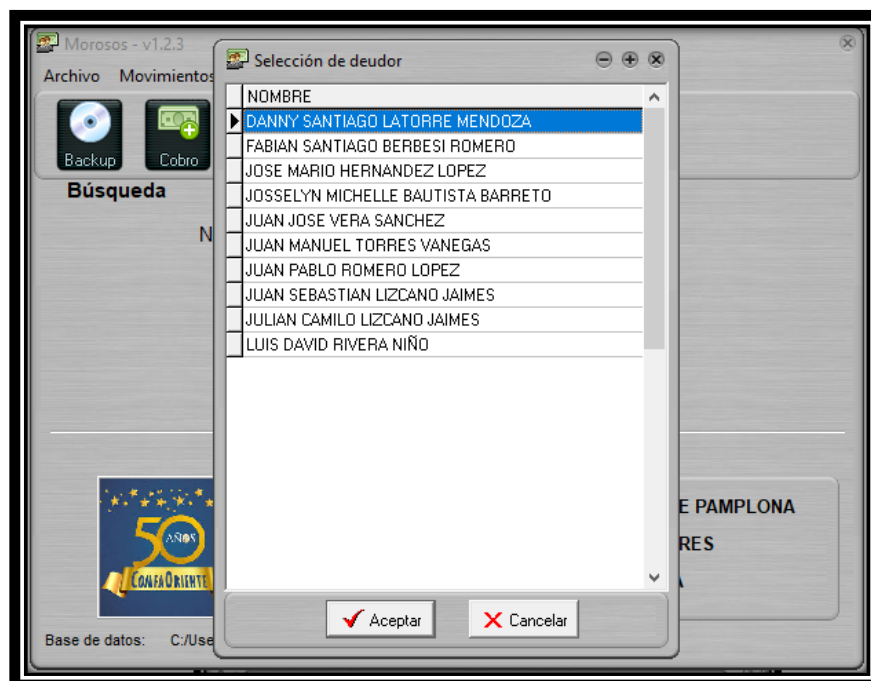 Morosos - v1.2.3
Archivo Movimientos
Backup
Cobro
Búsqueda
N
Selección de deudor
NOMBRE
DANNY SANTIAGO LATORRE MENDOZA
FABIAN SANTIAGO BERBESI ROMERO
JOSE MARIO HERNANDEZ LOPEZ
JOSSELYN MICHELLE BAUTISTA BARRETO
JUAN JOSE VERA SANCHEZ
JUAN MANUEL TORRES VANEGAS
JUAN PABLO ROMERO LOPEZ
JUAN SEBASTIAN LIZCANO JAIMES
JULIAN CAMILO LIZCANO JAIMES
LUIS DAVID RIVERA NIÑO
50 AÑOS
COMFAORIENTE
E PAMPLONA
RES
A
Aceptar
Cancelar
Base de datos: C:/Use